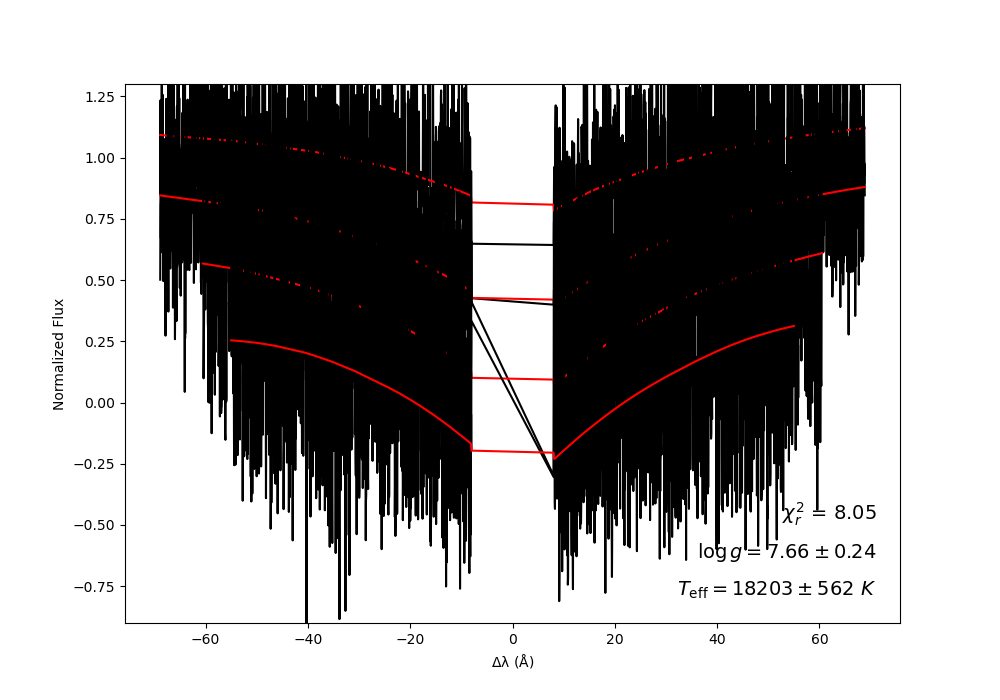 1.25
1.00
0.75
0.50
0.25
0.00
−0.25
−0.50
−0.75
Normalized Flux
χ²ᵣ = 8.05
log g = 7.66 ± 0.24
T_eff = 18203 ± 562 K
−60 −40 −20 0 20 40 60
Δλ (Å)